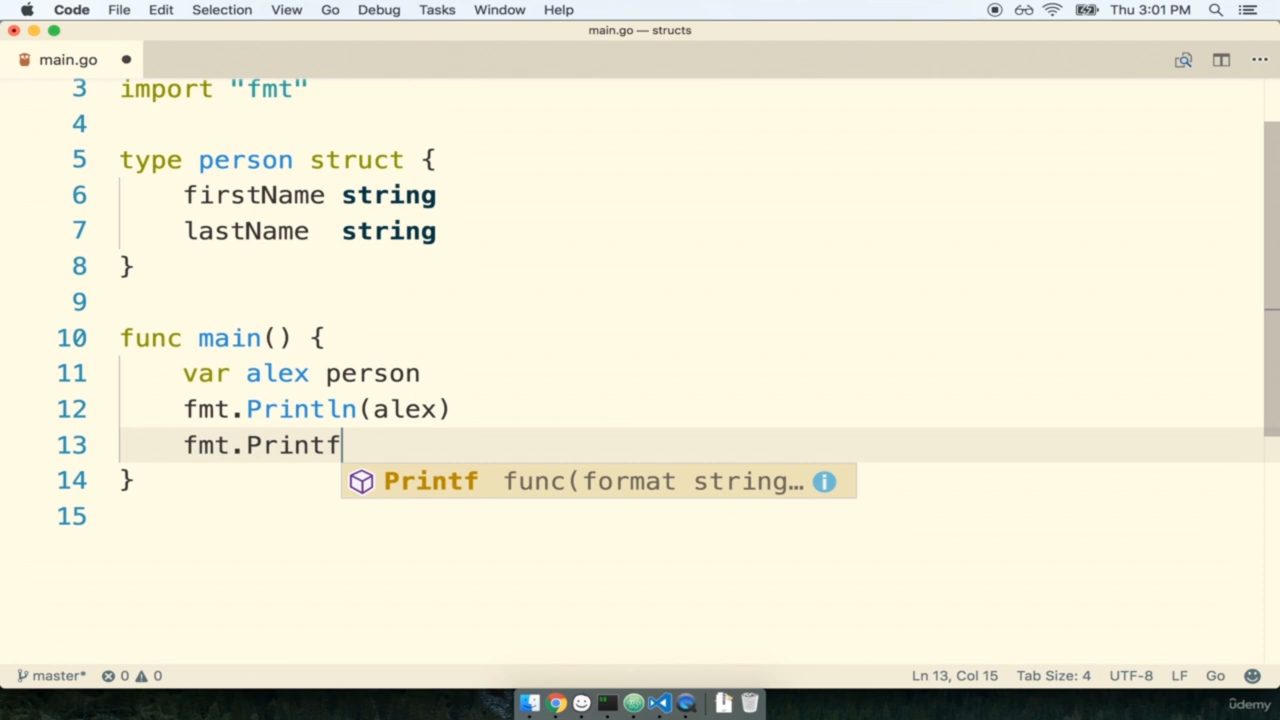 Code File Edit Selection View Go Debug Tasks Window Help Thu 3:01 PM
main.go — structs
main.go
3 import "fmt"
4
5 type person struct {
6 firstName string
7 lastName string
8 }
9
10 func main() {
11 var alex person
12 fmt.Println(alex)
13 fmt.Printf
Printf func(format string…
14 }
15
master* 0 0 Ln 13, Col 15 Tab Size: 4 UTF-8 LF Go
ûdemy